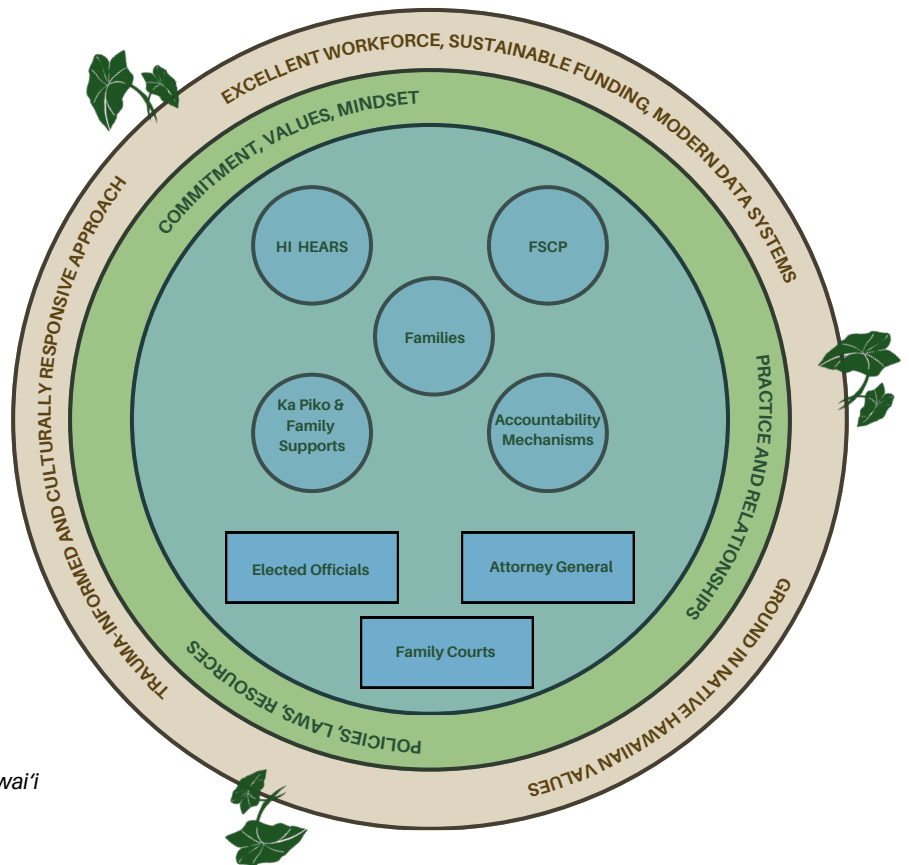 EXCELLENT WORKFORCE, SUSTAINABLE FUNDING, MODERN DATA SYSTEMS
COMMITMENT, VALUES, MINDSET
TRAUMA-INFORMED AND CULTURALLY RESPONSIVE APPROACH
HI HEARS
FSCP
Families
Ka Piko &
Family
Supports
Accountability
Mechanisms
PRACTICE AND RELATIONSHIPS
Elected Officials
Attorney General
Family Courts
POLICIES, LAWS, RESOURCES
GROUND IN NATIVE HAWAIIAN VALUES
waiʻi